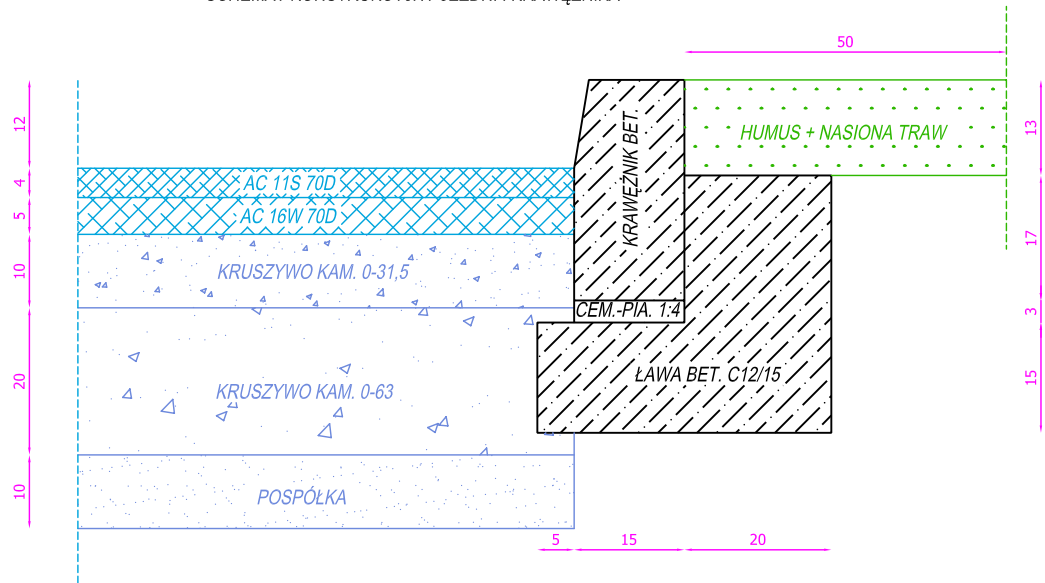 50
12
KRAWĘŻNIK BET.
HUMUS + NASIONA TRAW
13
4
AC 11S 70D
5
AC 16W 70D
10
KRUSZYWO KAM. 0-31,5
17
CEM.-PIA. 1:4
3
20
KRUSZYWO KAM. 0-63
ŁAWA BET. C12/15
15
10
POSPÓŁKA
5
15
20